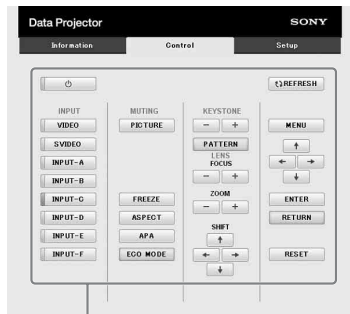 Data Projector
SONY
Information
Control
Setup
REFRESH
INPUT
MUTING
KEYSTONE
VIDEO
PICTURE
− +
MENU
SVIDEO
PATTERN
LENS
FOCUS
INPUT-A
− +
INPUT-B
ZOOM
INPUT-C
FREEZE
− +
ENTER
INPUT-D
ASPECT
RETURN
SHIFT
INPUT-E
APA
INPUT-F
ECO MODE
RESET